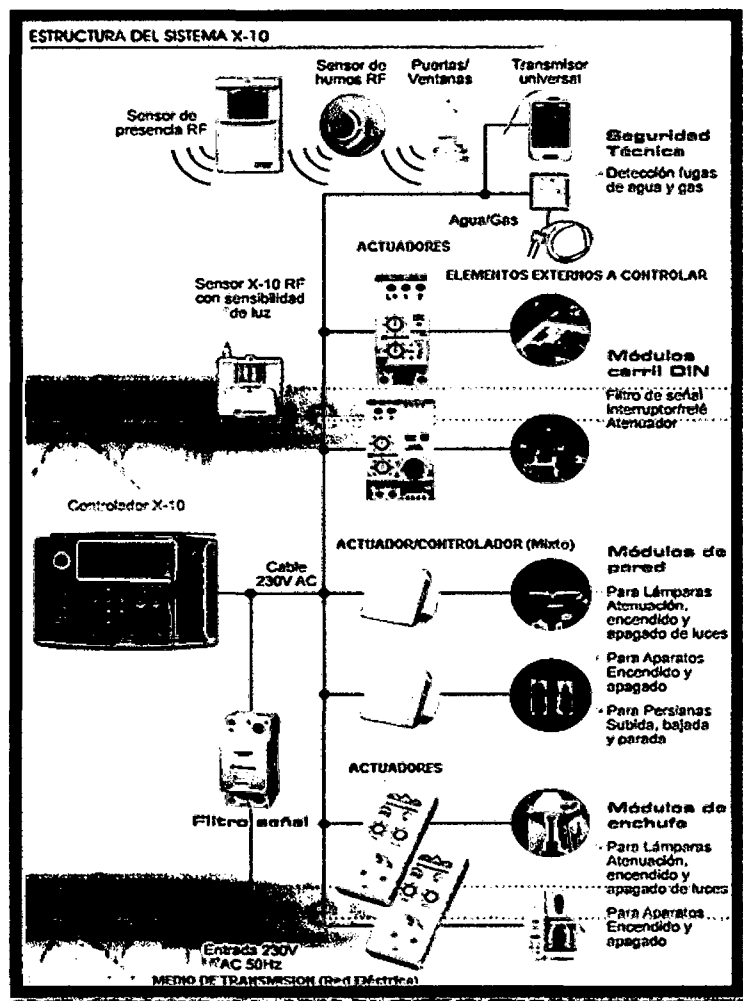 ESTRUCTURA DEL SISTEMA X-10
Sensor de
presencia RF
Sensor de
humos RF
Puertas/
Ventanas
Transmisor
universal
Seguridad
Técnica
Detección fugas
de agua y gas
Agua/Gas
ACTUADORES
ELEMENTOS EXTERNOS A CONTROLAR
Sensor X-10 RF
con sensibilidad
de luz
Módulos
carril DIN
Filtro de señal
Interruptor/relé
Atenuador
Controlador X-10
Cable
230V AC
ACTUADOR/CONTROLADOR (Mixto)
Módulos de
pared
Para Lámparas
Atenuación,
encendido y
apagado de luces
Para Aparatos
Encendido y
apagado
Para Persianas
Subida, bajada
y parada
Filtro señal
ACTUADORES
Módulos de
enchufe
Para Lámparas
Atenuación,
encendido y
apagado de luces
Para Aparatos
Encendido y
apagado
Entrada 230V
AC 50Hz
MEDIO DE TRANSMISION (Red Eléctrica)